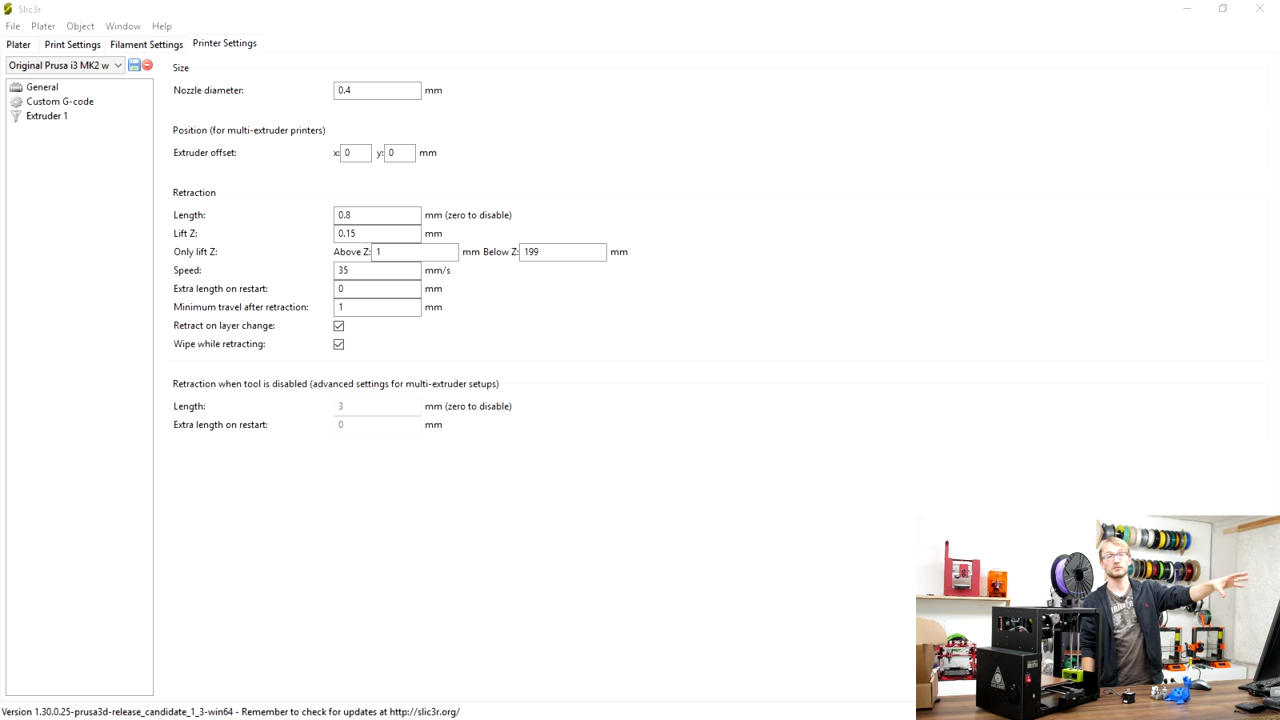 Slic3r
File Plater Object Window Help
Plater Print Settings Filament Settings Printer Settings
Original Prusa i3 MK2 w
General
Custom G-code
Extruder 1
Size
Nozzle diameter: 0.4 mm
Position (for multi-extruder printers)
Extruder offset: x: 0 y: 0 mm
Retraction
Length: 0.8 mm (zero to disable)
Lift Z: 0.15 mm
Only lift Z: Above Z: 1 mm Below Z: 199 mm
Speed: 35 mm/s
Extra length on restart: 0 mm
Minimum travel after retraction: 1 mm
Retract on layer change:
Wipe while retracting:
Retraction when tool is disabled (advanced settings for multi-extruder setups)
Length: 3 mm (zero to disable)
Extra length on restart: 0 mm
Version 1.30.0.25-prusa3d-release_candidate_1_3-win64 - Remember to check for updates at http://slic3r.org/